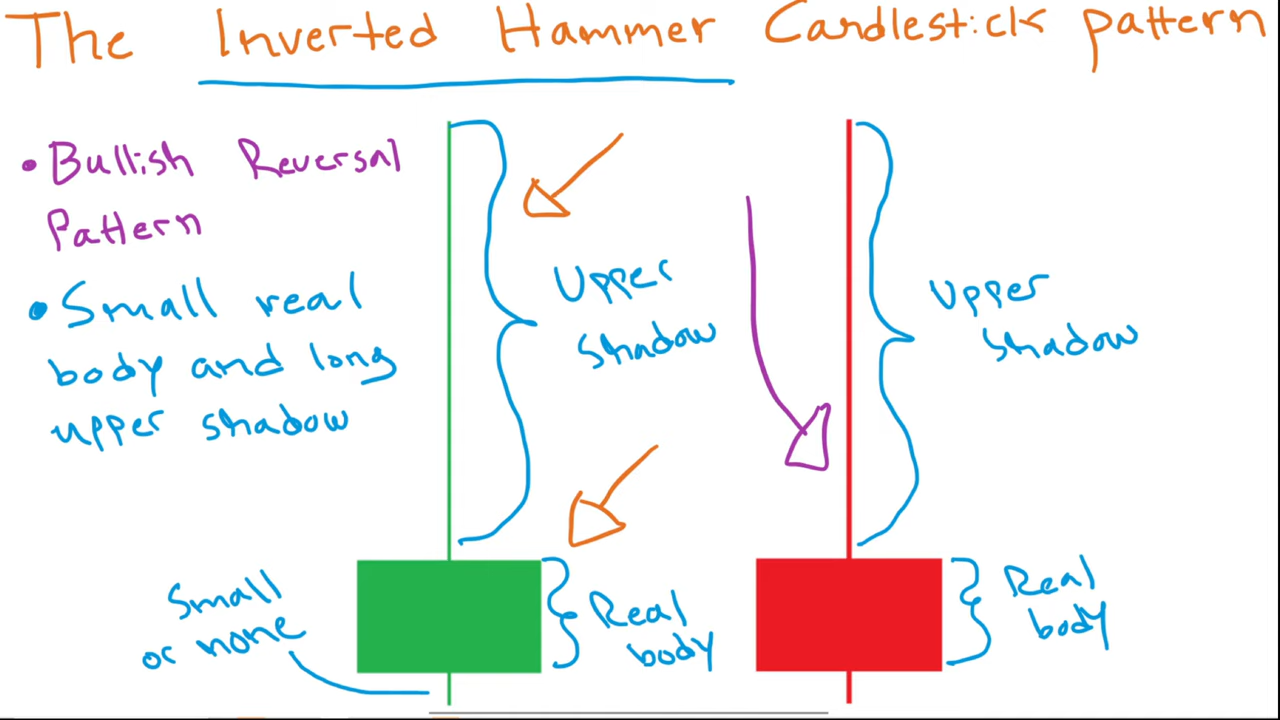 The Inverted Hammer Candlestick pattern
• Bullish Reversal
Pattern
• Small real
body and long
upper shadow
Upper
shadow
Upper
shadow
Small
or none
Real
body
Real
body